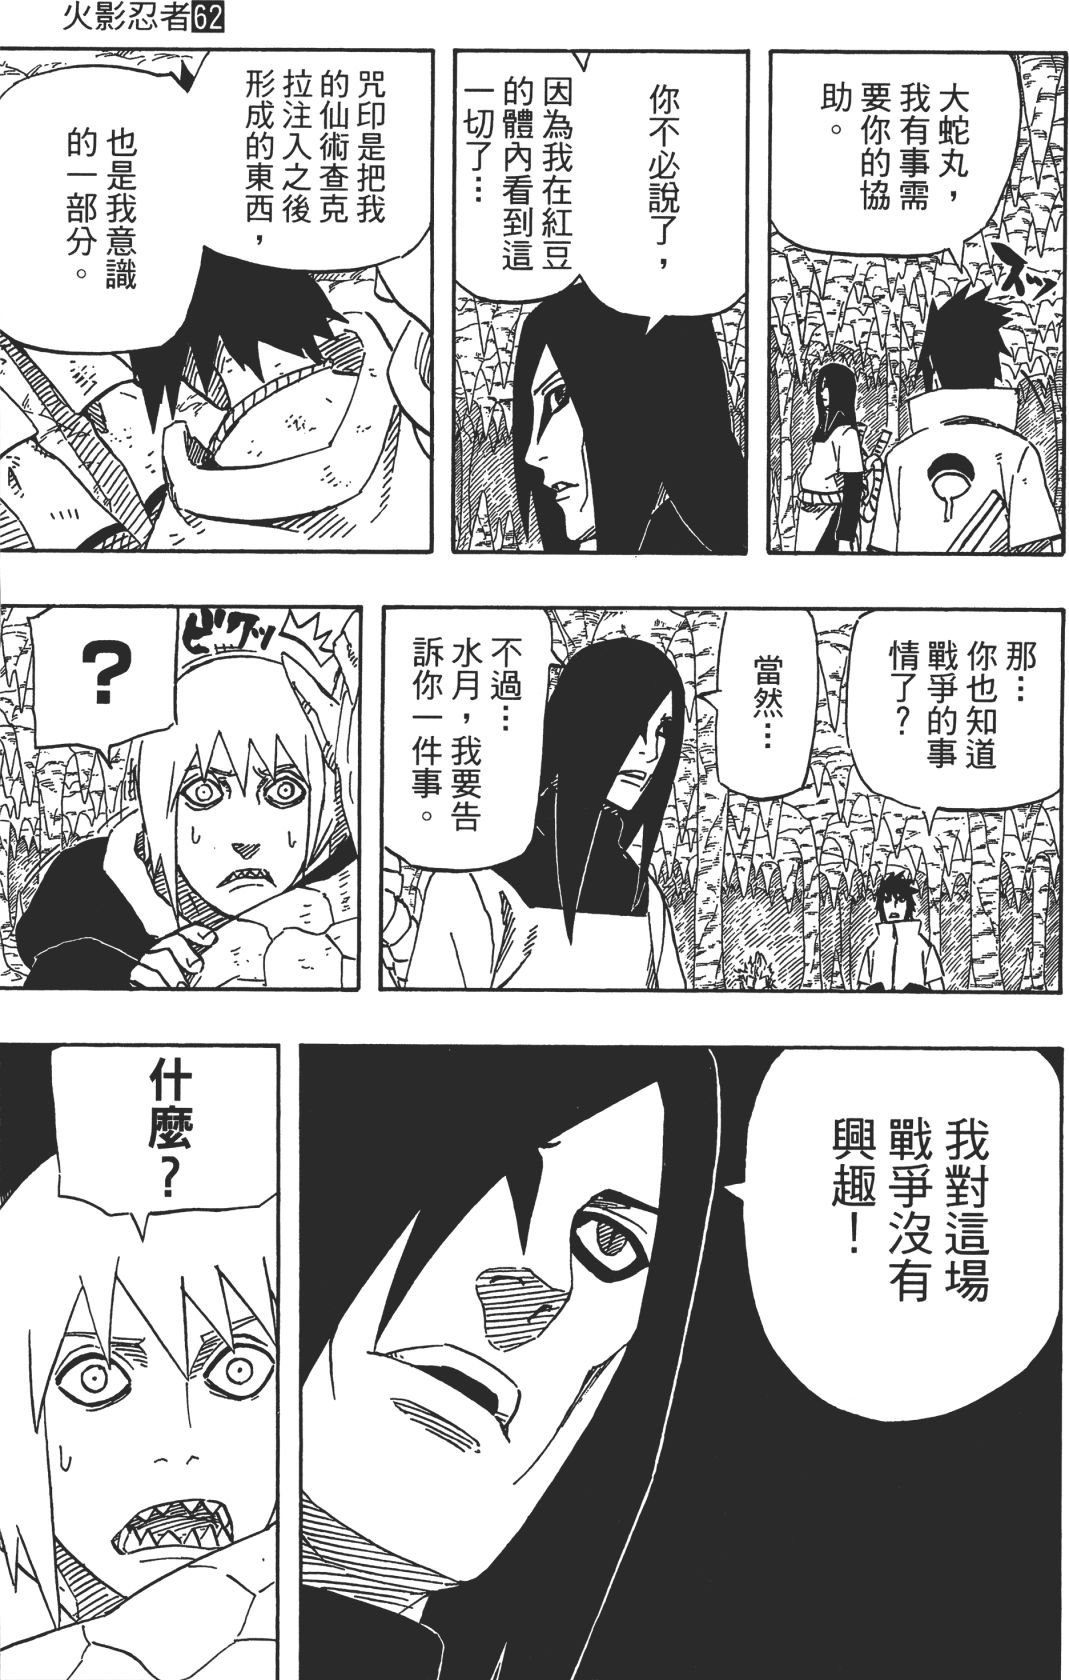 火影忍者62
大蛇丸，
我有事需
要你的協
助。
ズッ
你不必說了，
因為我在紅豆
的體內看到這
一切了…
咒印是把我
的仙術查克
拉注入之後
形成的東西，
也是我意識
的一部分。
那…
你也知道
戰爭的事
情了？
當然…
不過…
水月，我要告
訴你一件事。
ビクッ
？
我對這場
戰爭沒有
興趣！
什麼？